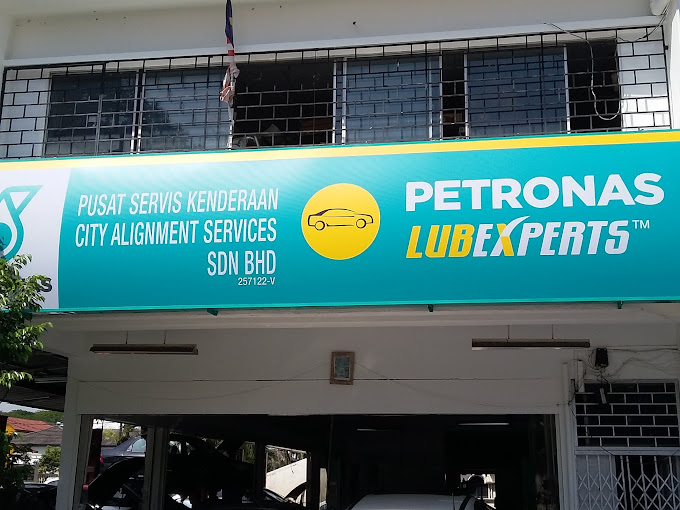 PUSAT SERVIS KENDERAAN
CITY ALIGNMENT SERVICES
SDN BHD
257122-V
PETRONAS
LUBEXPERTS™